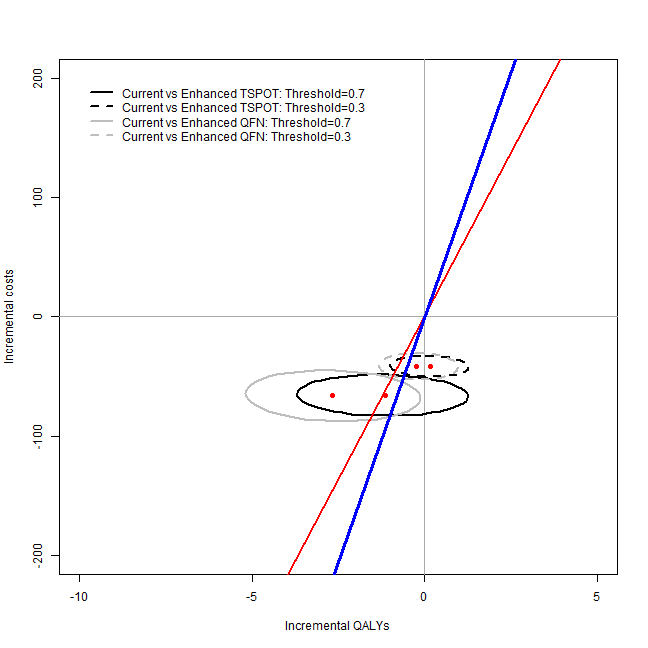 Current vs Enhanced TSPOT: Threshold=0.7
Current vs Enhanced TSPOT: Threshold=0.3
Current vs Enhanced QFN: Threshold=0.7
Current vs Enhanced QFN: Threshold=0.3
200
100
0
-100
-200
Incremental costs
-10
-5
0
5
Incremental QALYs